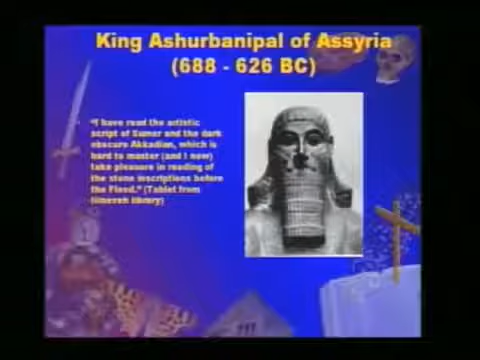 King Ashurbanipal of Assyria
(688 - 626 BC)
"I have read the artistic
script of Sumer and the dark
obscure Akkadian, which is
hard to master (and I now)
take pleasure in reading of
the stone inscriptions before
the Flood." (Tablet from
Ninevah library)
???